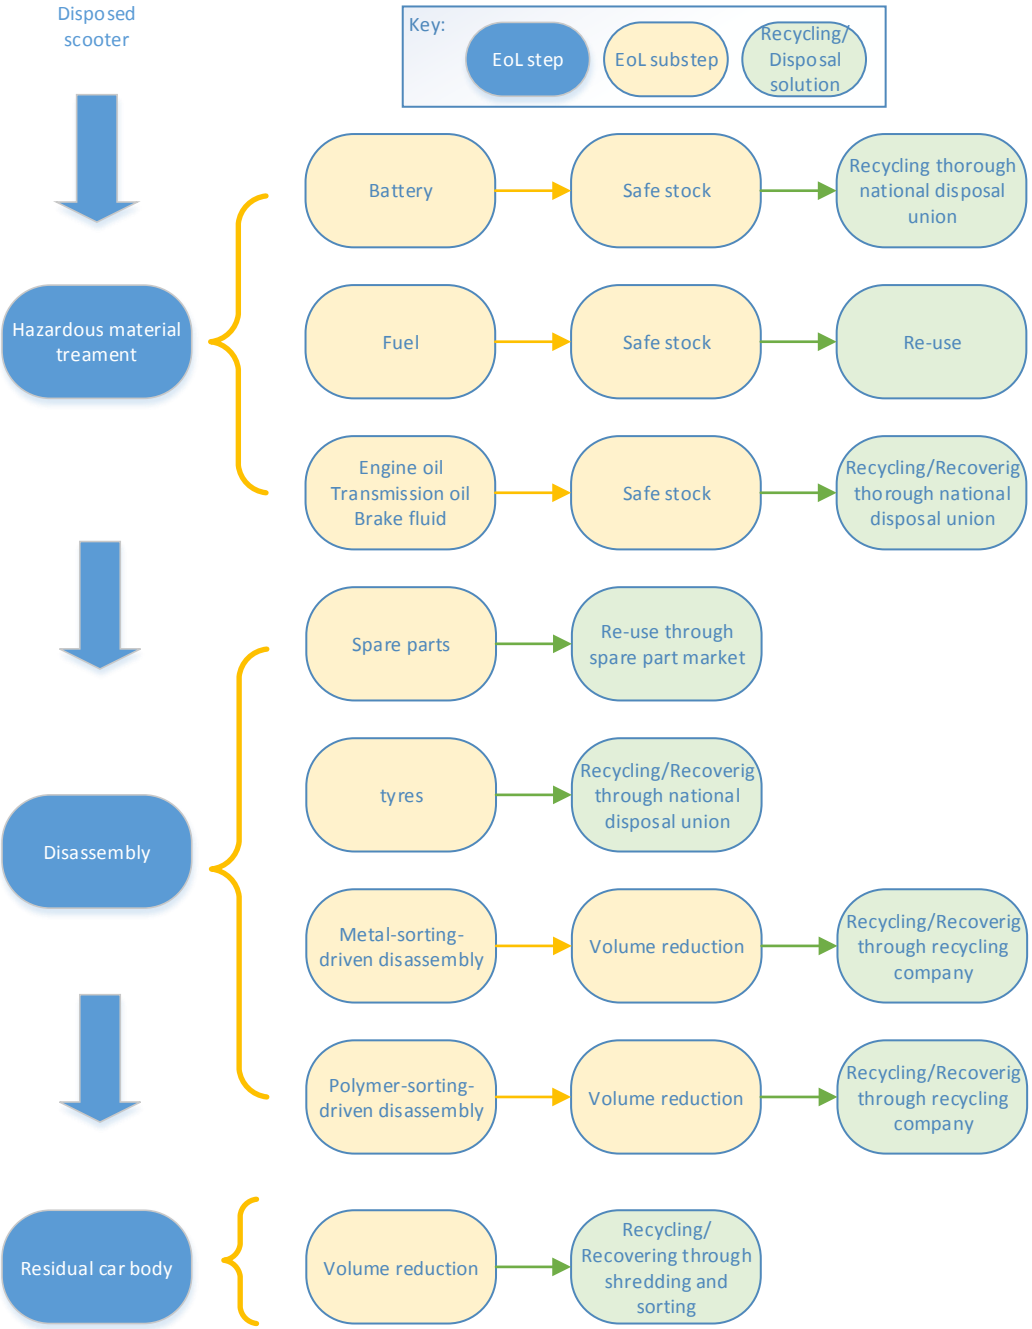 Disposed
scooter
Key:
EoL step
EoL substep
Recycling/
Disposal
solution
Battery
Safe stock
Recycling thorough
national disposal
union
Hazardous material
treament
Fuel
Safe stock
Re-use
Engine oil
Transmission oil
Brake fluid
Safe stock
Recycling/Recoverig
thorough national
disposal union
Spare parts
Re-use through
spare part market
tyres
Recycling/Recoverig
through national
disposal union
Disassembly
Metal-sorting-
driven disassembly
Volume reduction
Recycling/Recoverig
through recycling
company
Polymer-sorting-
driven disassembly
Volume reduction
Recycling/Recoverig
through recycling
company
Residual car body
Volume reduction
Recycling/
Recovering through
shredding and
sorting